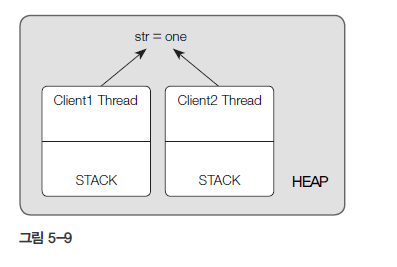 str = one
Client1 Thread
Client2 Thread
STACK
STACK
HEAP
그림 5-9